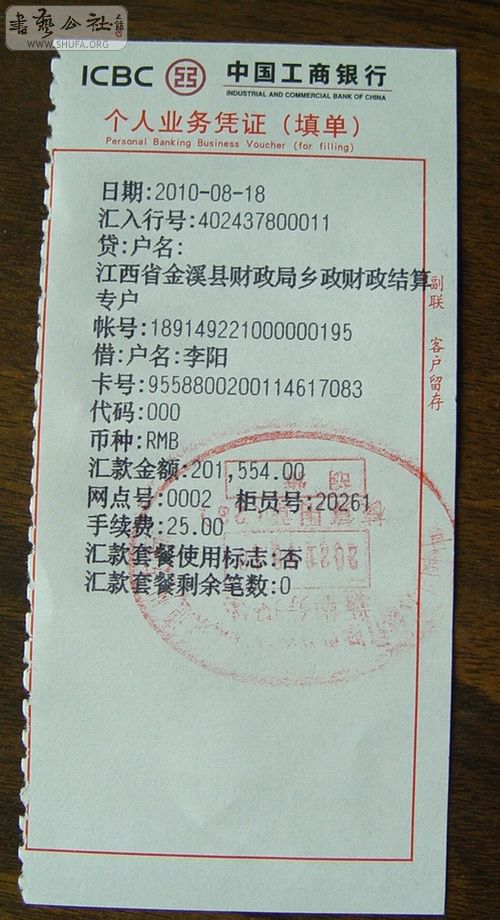 書藝公社
WWW.SHUFA.ORG
ICBC 中国工商银行
INDUSTRIAL AND COMMERCIAL BANK OF CHINA
个人业务凭证（填单）
Personal Banking Business Voucher (for filling)
日期:2010-08-18
汇入行号:402437800011
贷:户名:
江西省金溪县财政局乡政财政结算
专户
帐号:189149221000000195
借:户名:李阳
卡号:9558800200114617083
代码:000
币种:RMB
汇款金额:201,554.00
网点号:0002 柜员号:20261
手续费:25.00
汇款套餐使用标志:否
汇款套餐剩余笔数:0
副联 客户留存